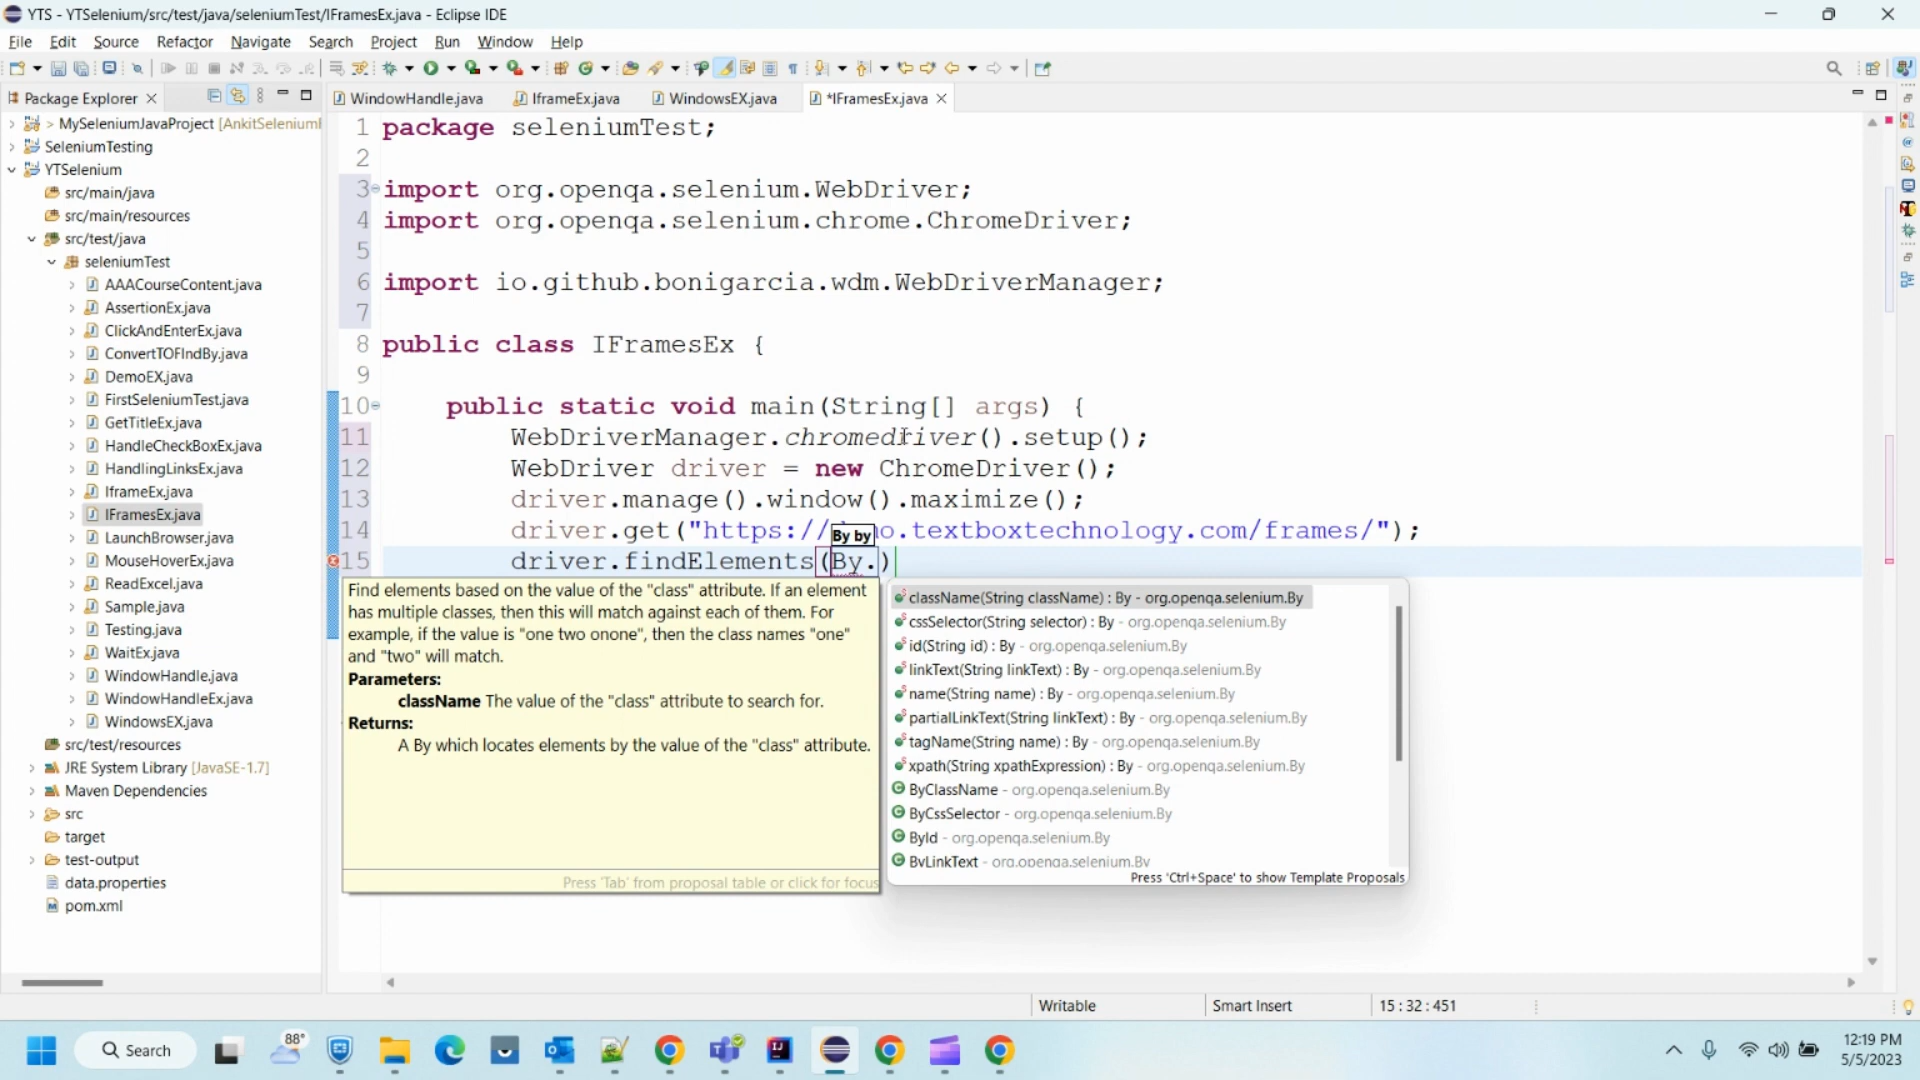 YTS - YTSelenium/src/test/java/seleniumTest/IFramesEx.java - Eclipse IDE
File Edit Source Refactor Navigate Search Project Run Window Help
Package Explorer
WindowHandle.java IframeEx.java WindowsEX.java *IFramesEx.java
> MySeleniumJavaProject [AnkitSeleniuml
SeleniumTesting
YTSelenium
src/main/java
src/main/resources
src/test/java
seleniumTest
AAACourseContent.java
AssertionEx.java
ClickAndEnterEx.java
ConvertTOFIndBy.java
DemoEX.java
FirstSeleniumTest.java
GetTitleEx.java
HandleCheckBoxEx.java
HandlingLinksEx.java
IframeEx.java
IFramesEx.java
LaunchBrowser.java
MouseHoverEx.java
ReadExcel.java
Sample.java
Testing.java
WaitEx.java
WindowHandle.java
WindowHandleEx.java
WindowsEX.java
src/test/resources
JRE System Library [JavaSE-1.7]
Maven Dependencies
src
target
test-output
data.properties
pom.xml
1 package seleniumTest;
2
3 import org.openqa.selenium.WebDriver;
4 import org.openqa.selenium.chrome.ChromeDriver;
5
6 import io.github.bonigarcia.wdm.WebDriverManager;
7
8 public class IFramesEx {
9
10 public static void main(String[] args) {
11 WebDriverManager.chromedriver().setup();
12 WebDriver driver = new ChromeDriver();
13 driver.manage().window().maximize();
14 driver.get("https:// o.textboxtechnology.com/frames/");
By by
15 driver.findElements(By.)
Find elements based on the value of the "class" attribute. If an element
has multiple classes, then this will match against each of them. For
example, if the value is "one two onone", then the class names "one"
and "two" will match.
Parameters:
className The value of the "class" attribute to search for.
Returns:
A By which locates elements by the value of the "class" attribute.
Press 'Tab' from proposal table or click for focus
className(String className) : By - org.openqa.selenium.By
cssSelector(String selector) : By - org.openqa.selenium.By
id(String id) : By - org.openqa.selenium.By
linkText(String linkText) : By - org.openqa.selenium.By
name(String name) : By - org.openqa.selenium.By
partialLinkText(String linkText) : By - org.openqa.selenium.By
tagName(String name) : By - org.openqa.selenium.By
xpath(String xpathExpression) : By - org.openqa.selenium.By
ByClassName - org.openqa.selenium.By
ByCssSelector - org.openqa.selenium.By
ById - org.openqa.selenium.By
ByLinkText - org.openqa.selenium.By
Press 'Ctrl+Space' to show Template Proposals
Writable Smart Insert 15 : 32 : 451
Search
88°
12:19 PM
5/5/2023